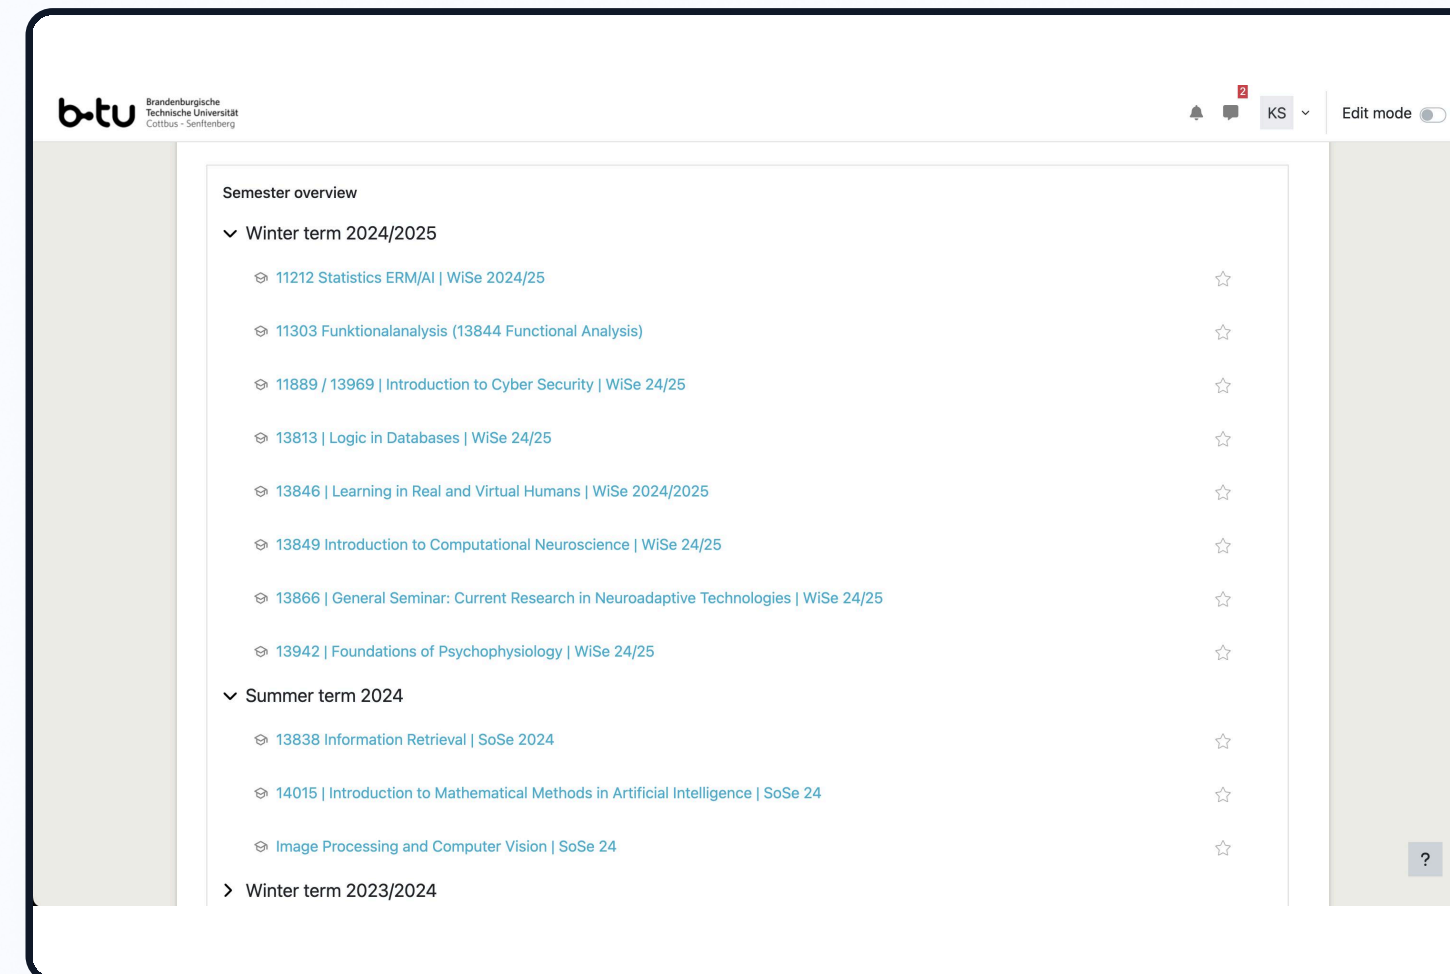 b-tu
Brandenburgische
Technische Universität
Cottbus - Senftenberg
2
KS
Edit mode
Semester overview
Winter term 2024/2025
11212 Statistics ERM/AI | WiSe 2024/25
11303 Funktionalanalysis (13844 Functional Analysis)
11889 / 13969 | Introduction to Cyber Security | WiSe 24/25
13813 | Logic in Databases | WiSe 24/25
13846 | Learning in Real and Virtual Humans | WiSe 2024/2025
13849 Introduction to Computational Neuroscience | WiSe 24/25
13866 | General Seminar: Current Research in Neuroadaptive Technologies | WiSe 24/25
13942 | Foundations of Psychophysiology | WiSe 24/25
Summer term 2024
13838 Information Retrieval | SoSe 2024
14015 | Introduction to Mathematical Methods in Artificial Intelligence | SoSe 24
Image Processing and Computer Vision | SoSe 24
?
Winter term 2023/2024